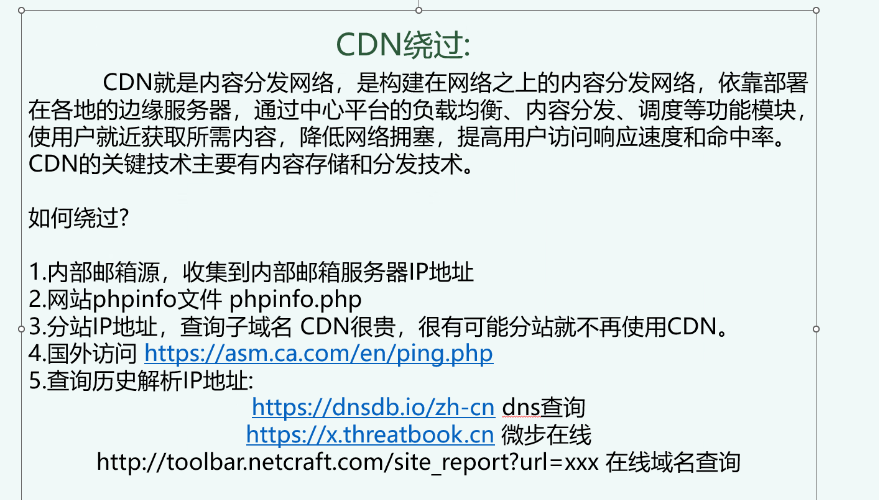 CDN绕过:
CDN就是内容分发网络，是构建在网络之上的内容分发网络，依靠部署
在各地的边缘服务器，通过中心平台的负载均衡、内容分发、调度等功能模块，
使用户就近获取所需内容，降低网络拥塞，提高用户访问响应速度和命中率。
CDN的关键技术主要有内容存储和分发技术。
如何绕过?
1.内部邮箱源，收集到内部邮箱服务器IP地址
2.网站phpinfo文件 phpinfo.php
3.分站IP地址，查询子域名 CDN很贵，很有可能分站就不再使用CDN。
4.国外访问 https://asm.ca.com/en/ping.php
5.查询历史解析IP地址:
https://dnsdb.io/zh-cn dns查询
https://x.threatbook.cn 微步在线
http://toolbar.netcraft.com/site_report?url=xxx 在线域名查询